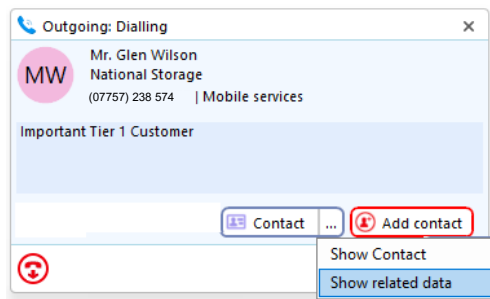 Outgoing: Dialling
MW
Mr. Glen Wilson
National Storage
(07757) 238 574 | Mobile services
Important Tier 1 Customer
Contact ... Add contact
Show Contact
Show related data